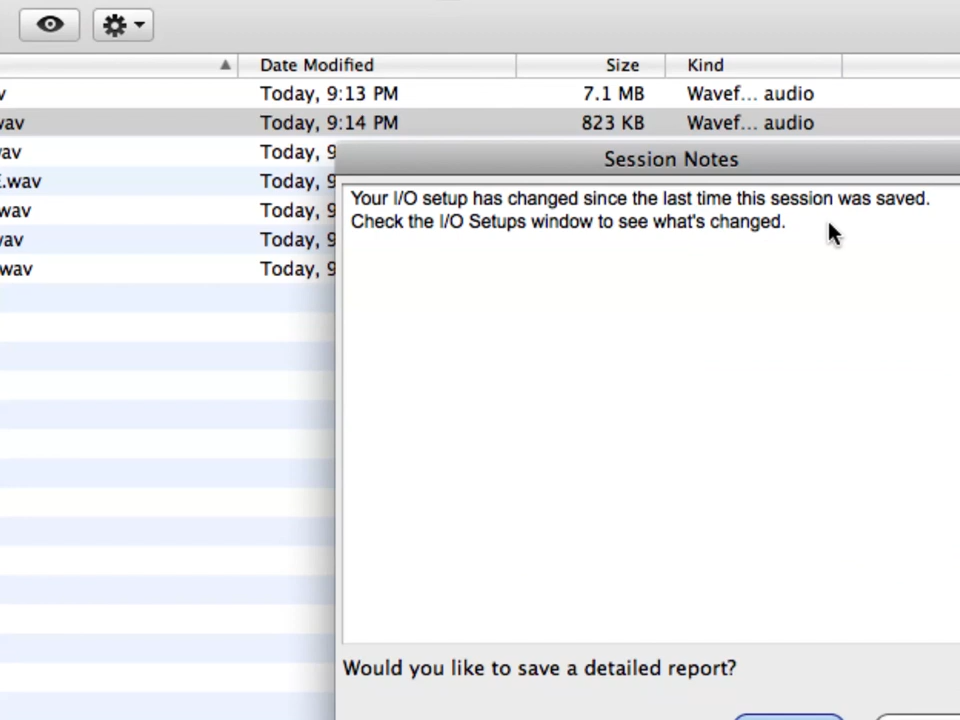 Date Modified Size Kind
v Today, 9:13 PM 7.1 MB Wavef... audio
wav Today, 9:14 PM 823 KB Wavef... audio
wav Today, 9
E.wav Today, 9
wav Today, 9
wav Today, 9
wav Today, 9
Session Notes
Your I/O setup has changed since the last time this session was saved.
Check the I/O Setups window to see what's changed.
Would you like to save a detailed report?